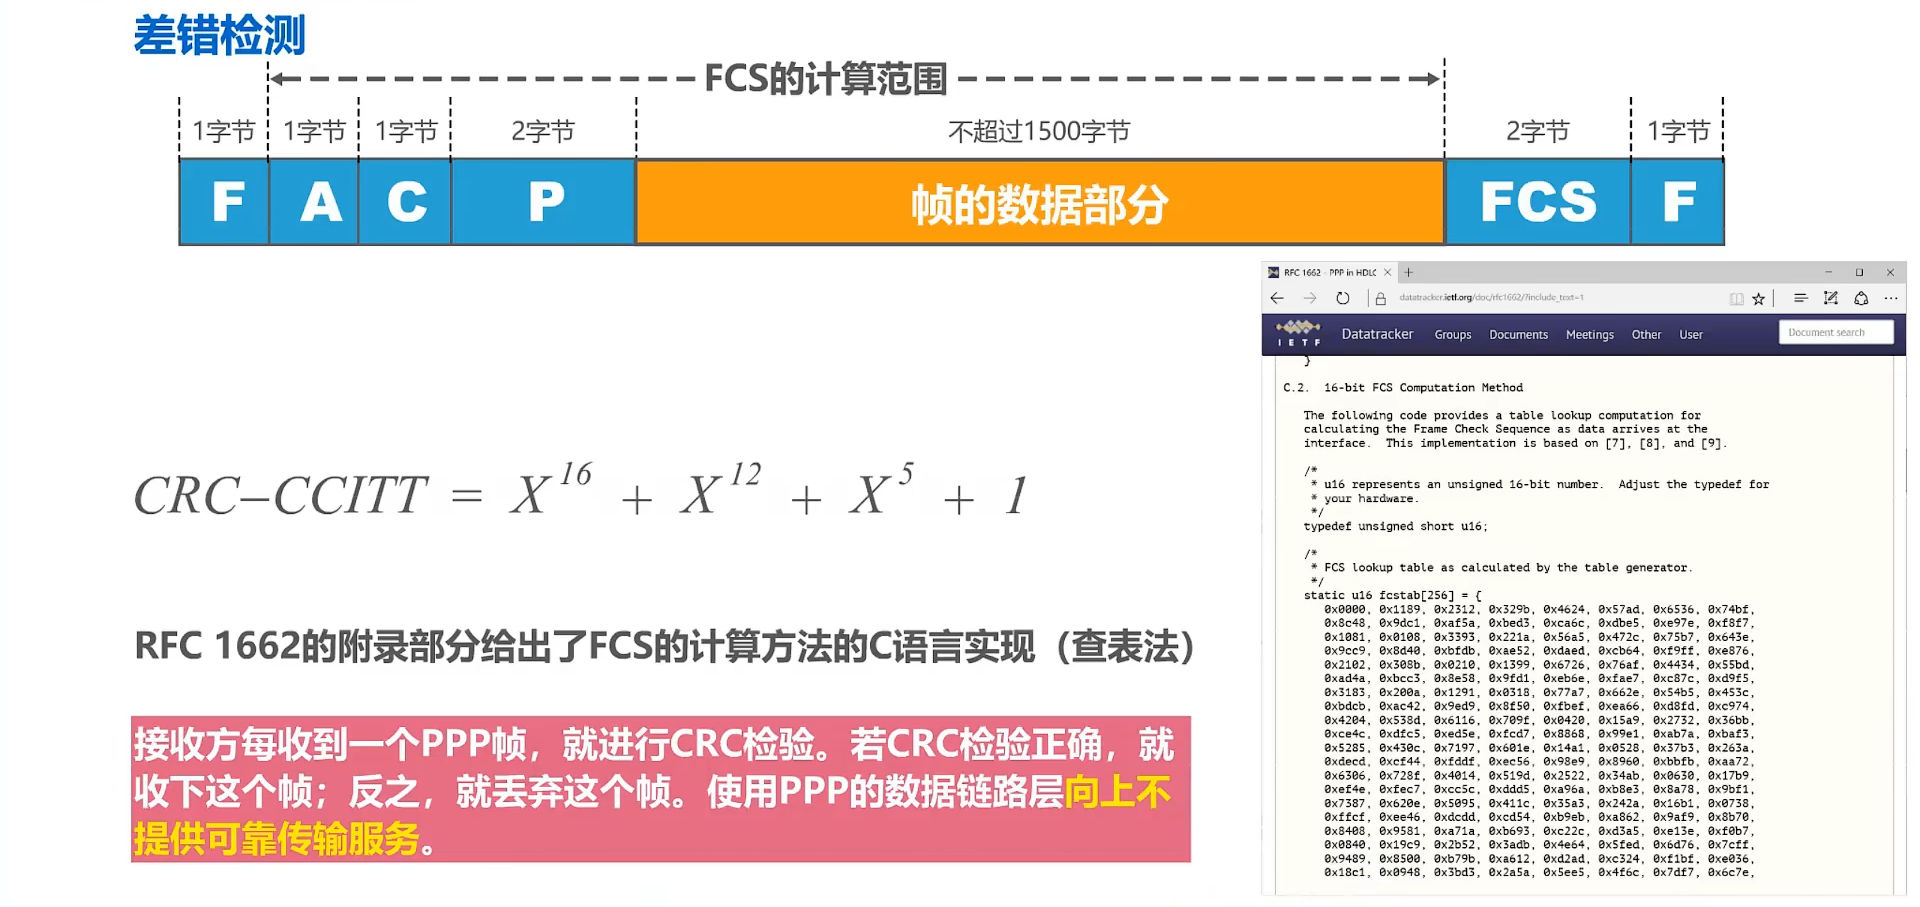 差错检测
FCS的计算范围
1字节 1字节 1字节 2字节 不超过1500字节 2字节 1字节
F A C P 帧的数据部分 FCS F
CRC–CCITT = X^16 + X^12 + X^5 + 1
RFC 1662的附录部分给出了FCS的计算方法的C语言实现（查表法）
接收方每收到一个PPP帧，就进行CRC检验。若CRC检验正确，就
收下这个帧；反之，就丢弃这个帧。使用PPP的数据链路层向上不
提供可靠传输服务。
RFC 1662 - PPP in HDLC
datatracker.ietf.org/doc/rfc1662/?include_text=1
IETF Datatracker Groups Documents Meetings Other User Document search
}
C.2. 16-bit FCS Computation Method
The following code provides a table lookup computation for
calculating the Frame Check Sequence as data arrives at the
interface. This implementation is based on [7], [8], and [9].
/*
* u16 represents an unsigned 16-bit number. Adjust the typedef for
* your hardware.
*/
typedef unsigned short u16;
/*
* FCS lookup table as calculated by the table generator.
*/
static u16 fcstab[256] = {
0x0000, 0x1189, 0x2312, 0x329b, 0x4624, 0x57ad, 0x6536, 0x74bf,
0x8c48, 0x9dc1, 0xaf5a, 0xbed3, 0xca6c, 0xdbe5, 0xe97e, 0xf8f7,
0x1081, 0x0108, 0x3393, 0x221a, 0x56a5, 0x472c, 0x75b7, 0x643e,
0x9cc9, 0x8d40, 0xbfdb, 0xae52, 0xdaed, 0xcb64, 0xf9ff, 0xe876,
0x2102, 0x308b, 0x0210, 0x1399, 0x6726, 0x76af, 0x4434, 0x55bd,
0xad4a, 0xbcc3, 0x8e58, 0x9fd1, 0xeb6e, 0xfae7, 0xc87c, 0xd9f5,
0x3183, 0x200a, 0x1291, 0x0318, 0x77a7, 0x662e, 0x54b5, 0x453c,
0xbdcb, 0xac42, 0x9ed9, 0x8f50, 0xfbef, 0xea66, 0xd8fd, 0xc974,
0x4204, 0x538d, 0x6116, 0x709f, 0x0420, 0x15a9, 0x2732, 0x36bb,
0xce4c, 0xdfc5, 0xed5e, 0xfcd7, 0x8868, 0x99e1, 0xab7a, 0xbaf3,
0x5285, 0x430c, 0x7197, 0x601e, 0x14a1, 0x0528, 0x37b3, 0x263a,
0xdecd, 0xcf44, 0xfddf, 0xec56, 0x98e9, 0x8960, 0xbbfb, 0xaa72,
0x6306, 0x728f, 0x4014, 0x519d, 0x2522, 0x34ab, 0x0630, 0x17b9,
0xef4e, 0xfec7, 0xcc5c, 0xddd5, 0xa96a, 0xb8e3, 0x8a78, 0x9bf1,
0x7387, 0x620e, 0x5095, 0x411c, 0x35a3, 0x242a, 0x16b1, 0x0738,
0xffcf, 0xee46, 0xdcdd, 0xcd54, 0xb9eb, 0xa862, 0x9af9, 0x8b70,
0x8408, 0x9581, 0xa71a, 0xb693, 0xc22c, 0xd3a5, 0xe13e, 0xf0b7,
0x0840, 0x19c9, 0x2b52, 0x3adb, 0x4e64, 0x5fed, 0x6d76, 0x7cff,
0x9489, 0x8500, 0xb79b, 0xa612, 0xd2ad, 0xc324, 0xf1bf, 0xe036,
0x18c1, 0x0948, 0x3bd3, 0x2a5a, 0x5ee5, 0x4f6c, 0x7df7, 0x6c7e,